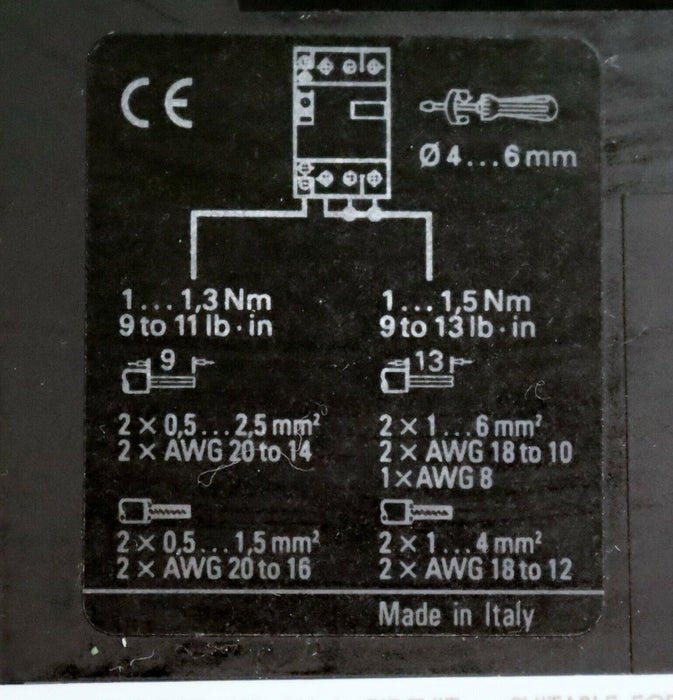 CE
Ø 4...6 mm
1...1,3 Nm
9 to 11 lb · in
9
2 × 0,5...2,5 mm²
2 × AWG 20 to 14
2 × 0,5...1,5 mm²
2 × AWG 20 to 16
1...1,5 Nm
9 to 13 lb · in
13
2 × 1...6 mm²
2 × AWG 18 to 10
1 × AWG 8
2 × 1...4 mm²
2 × AWG 18 to 12
Made in Italy